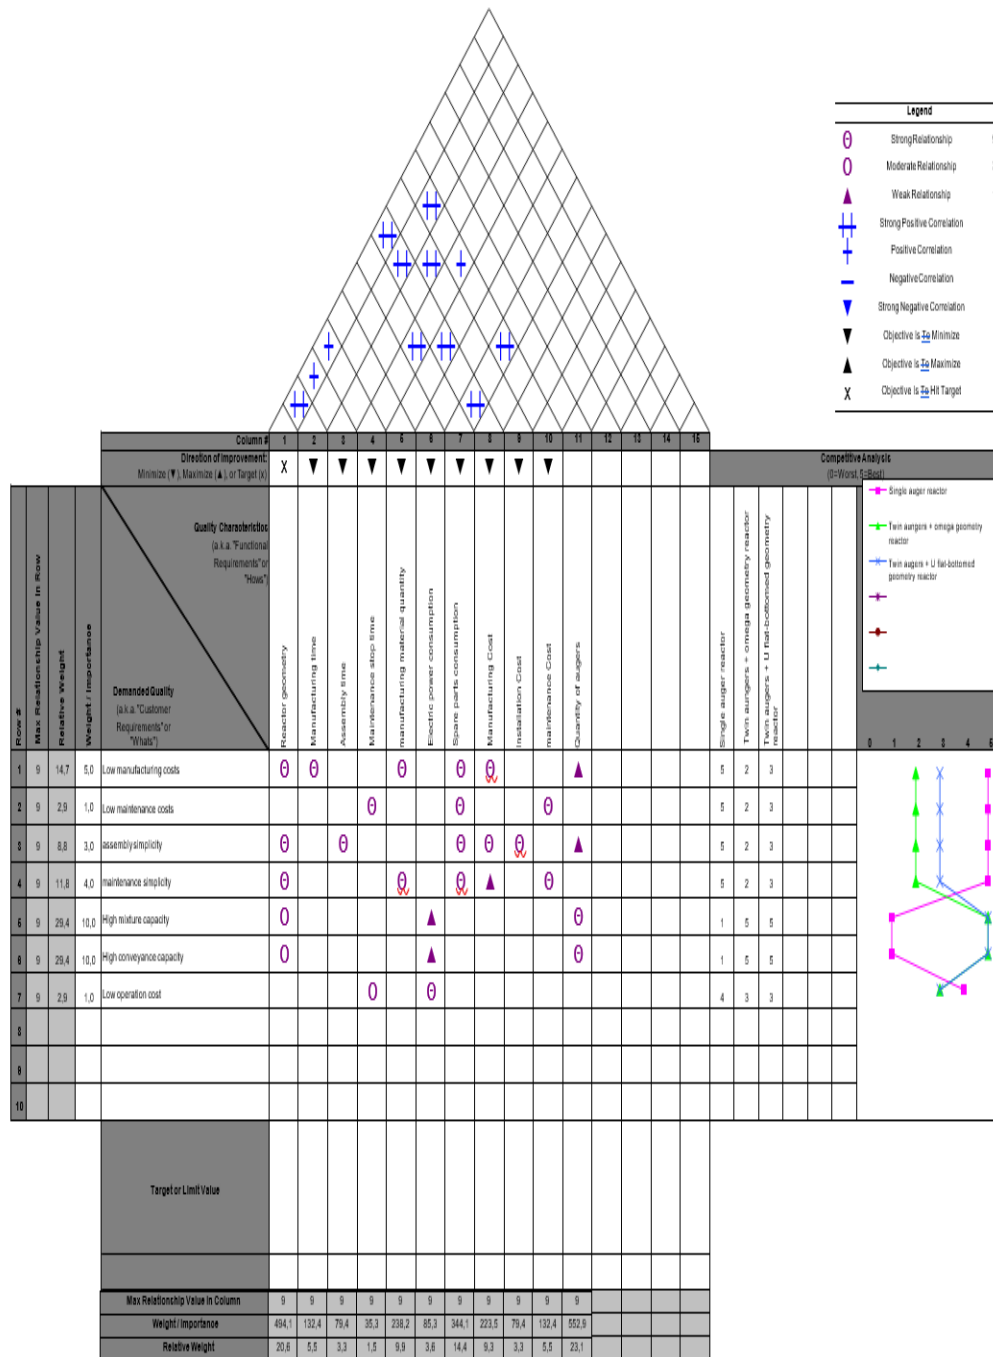 Legend
Θ Strong Relationship
Ο Moderate Relationship
▲ Weak Relationship
Strong Positive Correlation
Positive Correlation
Negative Correlation
▼ Strong Negative Correlation
▼ Objective Is To Minimize
▲ Objective Is To Maximize
X Objective Is To Hit Target
Column # 1 2 3 4 5 6 7 8 9 10 11 12 13 14 15
Direction of Improvement:
Minimize (▼), Maximize (▲), or Target (x)
X ▼ ▼ ▼ ▼ ▼ ▼ ▼ ▼ ▼
Competitive Analysis
(0=Worst, 5=Best)
Row #
Max Relationship Value in Row
Relative Weight
Weight / Importance
Quality Characteristics
(a.k.a. "Functional
Requirements" or
"Hows")
Demanded Quality
(a.k.a. "Customer
Requirements" or
"Whats")
Reactor geometry
Manufacturing time
Assembly time
Maintenance stop time
manufacturing material quantity
Electric power consumption
Spare parts consumption
Manufacturing Cost
Installation Cost
maintenance Cost
Quantity of augers
Single auger reactor
Twin aungers + omega geometry reactor
Twin augers + U flat-bottomed geometry
reactor
Single auger reactor
Twin aungers + omega geometry
reactor
Twin augers + U flat-bottomed
geometry reactor
0 1 2 3 4 5
1 9 14,7 5,0 Low manufacturing costs Θ Θ Θ Θ Θ ▲ 5 2 3
2 9 2,9 1,0 Low maintenance costs Θ Θ Θ 5 2 3
3 9 8,8 3,0 assembly simplicity Θ Θ Θ Θ Θ ▲ 5 2 3
4 9 11,8 4,0 maintenance simplicity Θ Θ Θ ▲ Θ 5 2 3
5 9 29,4 10,0 High mixture capacity Ο ▲ Θ 1 5 5
6 9 29,4 10,0 High conveyance capacity Ο ▲ Θ 1 5 5
7 9 2,9 1,0 Low operation cost Ο Θ 4 3 3
8
9
10
Target or Limit Value
Max Relationship Value in Column 9 9 9 9 9 9 9 9 9 9 9
Weight / Importance 494,1 132,4 79,4 35,3 238,2 85,3 344,1 223,5 79,4 132,4 552,9
Relative Weight 20,6 5,5 3,3 1,5 9,9 3,6 14,4 9,3 3,3 5,5 23,1